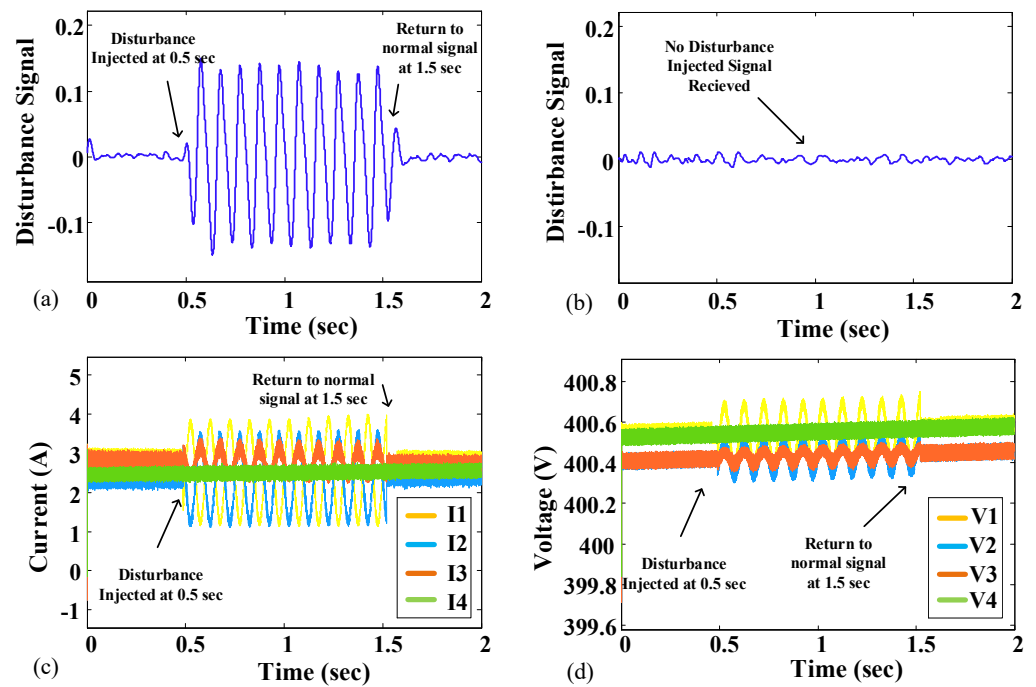 0.2
0.1
0
-0.1
Disturbance Signal
Disturbance
Injected at 0.5 sec
Return to
normal signal
at 1.5 sec
0
0.5
1
1.5
2
Time (sec)
(a)
0.2
0.1
0
-0.1
Distirbance Signal
No Disturbance
Injected Signal
Recieved
0
0.5
1
1.5
2
Time (sec)
(b)
5
4
3
2
1
0
-1
Current (A)
Return to normal
signal at 1.5 sec
Disturbance
Injected at 0.5 sec
I1
I2
I3
I4
0
0.5
1
1.5
2
Time (sec)
(c)
400.8
400.6
400.4
400.2
400
399.8
399.6
Voltage (V)
Disturbance
Injected at 0.5 sec
Return to
normal signal
at 1.5 sec
V1
V2
V3
V4
0
0.5
1
1.5
2
Time (sec)
(d)